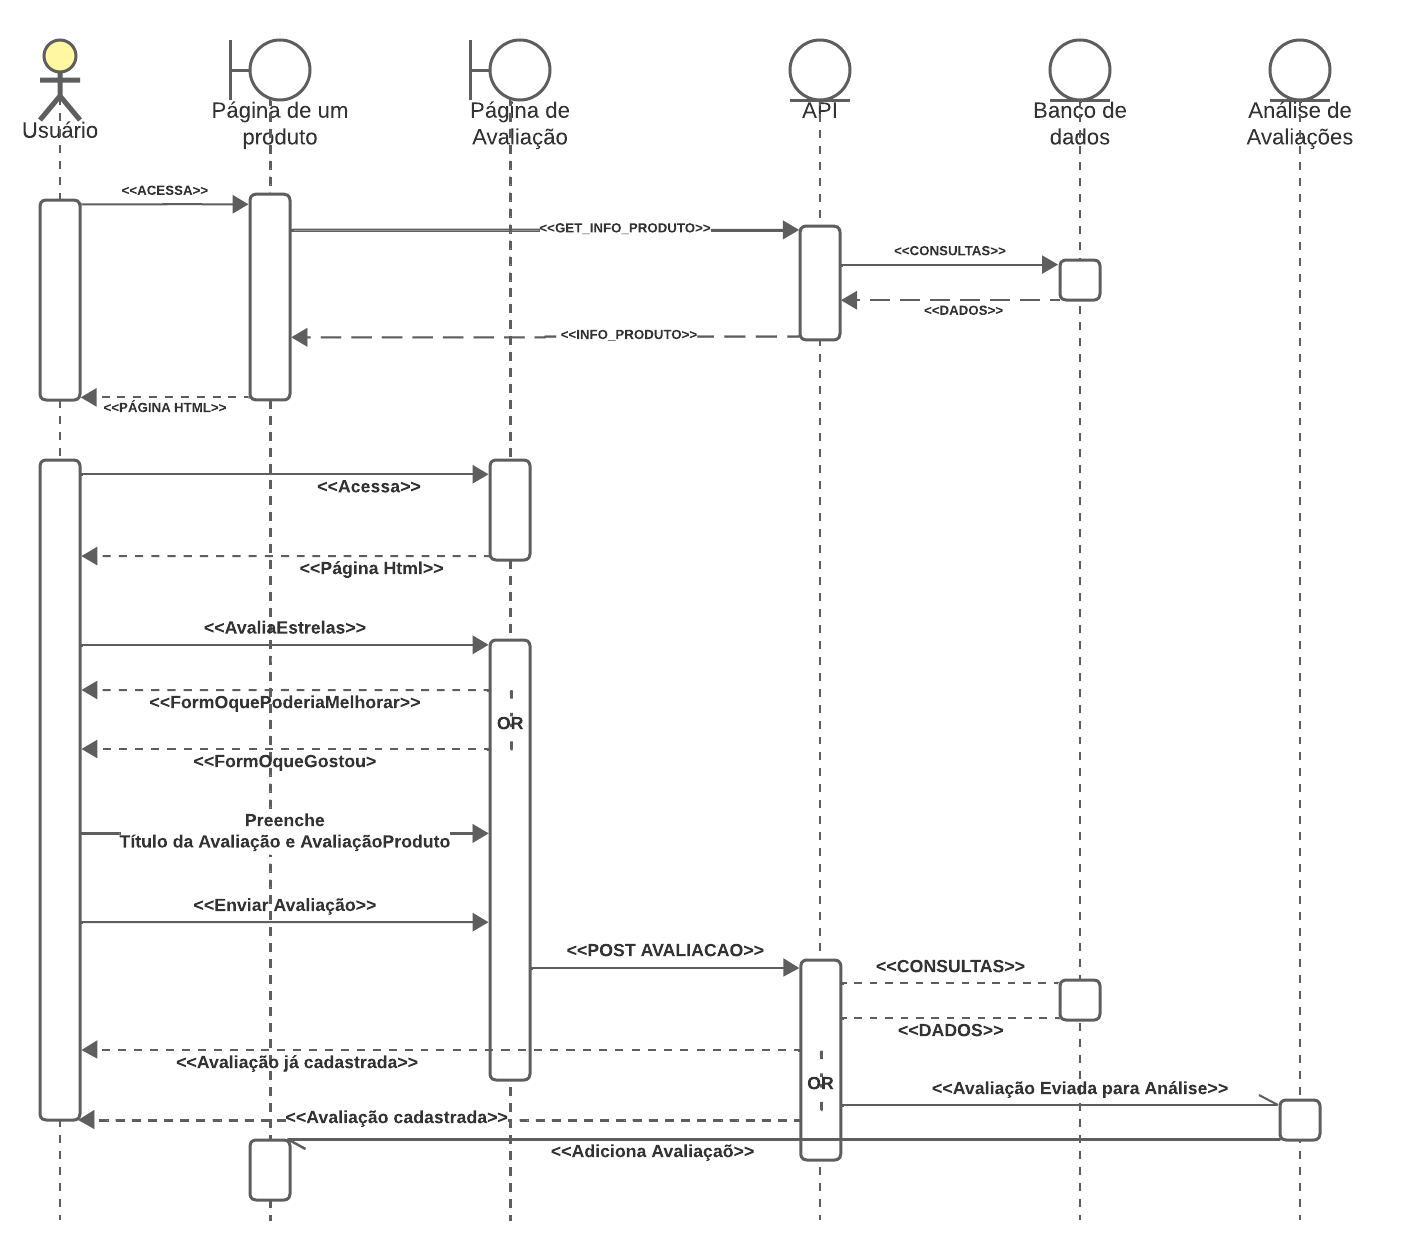 Usuário
Página de um
produto
Página de
Avaliação
API
Banco de
dados
Análise de
Avaliações
<<ACESSA>>
<<GET_INFO_PRODUTO>>
<<CONSULTAS>>
<<DADOS>>
<<INFO_PRODUTO>>
<<PÁGINA HTML>>
<<Acessa>>
<<Página Html>>
<<AvaliaEstrelas>>
<<FormOquePoderiaMelhorar>>
OR
<<FormOqueGostou>
Preenche
Título da Avaliação e AvaliaçãoProduto
<<Enviar Avaliação>>
<<POST AVALIACAO>>
<<CONSULTAS>>
<<DADOS>>
<<Avaliação já cadastrada>>
OR
<<Avaliação Eviada para Análise>>
<<Avaliação cadastrada>>
<<Adiciona Avaliaçaõ>>